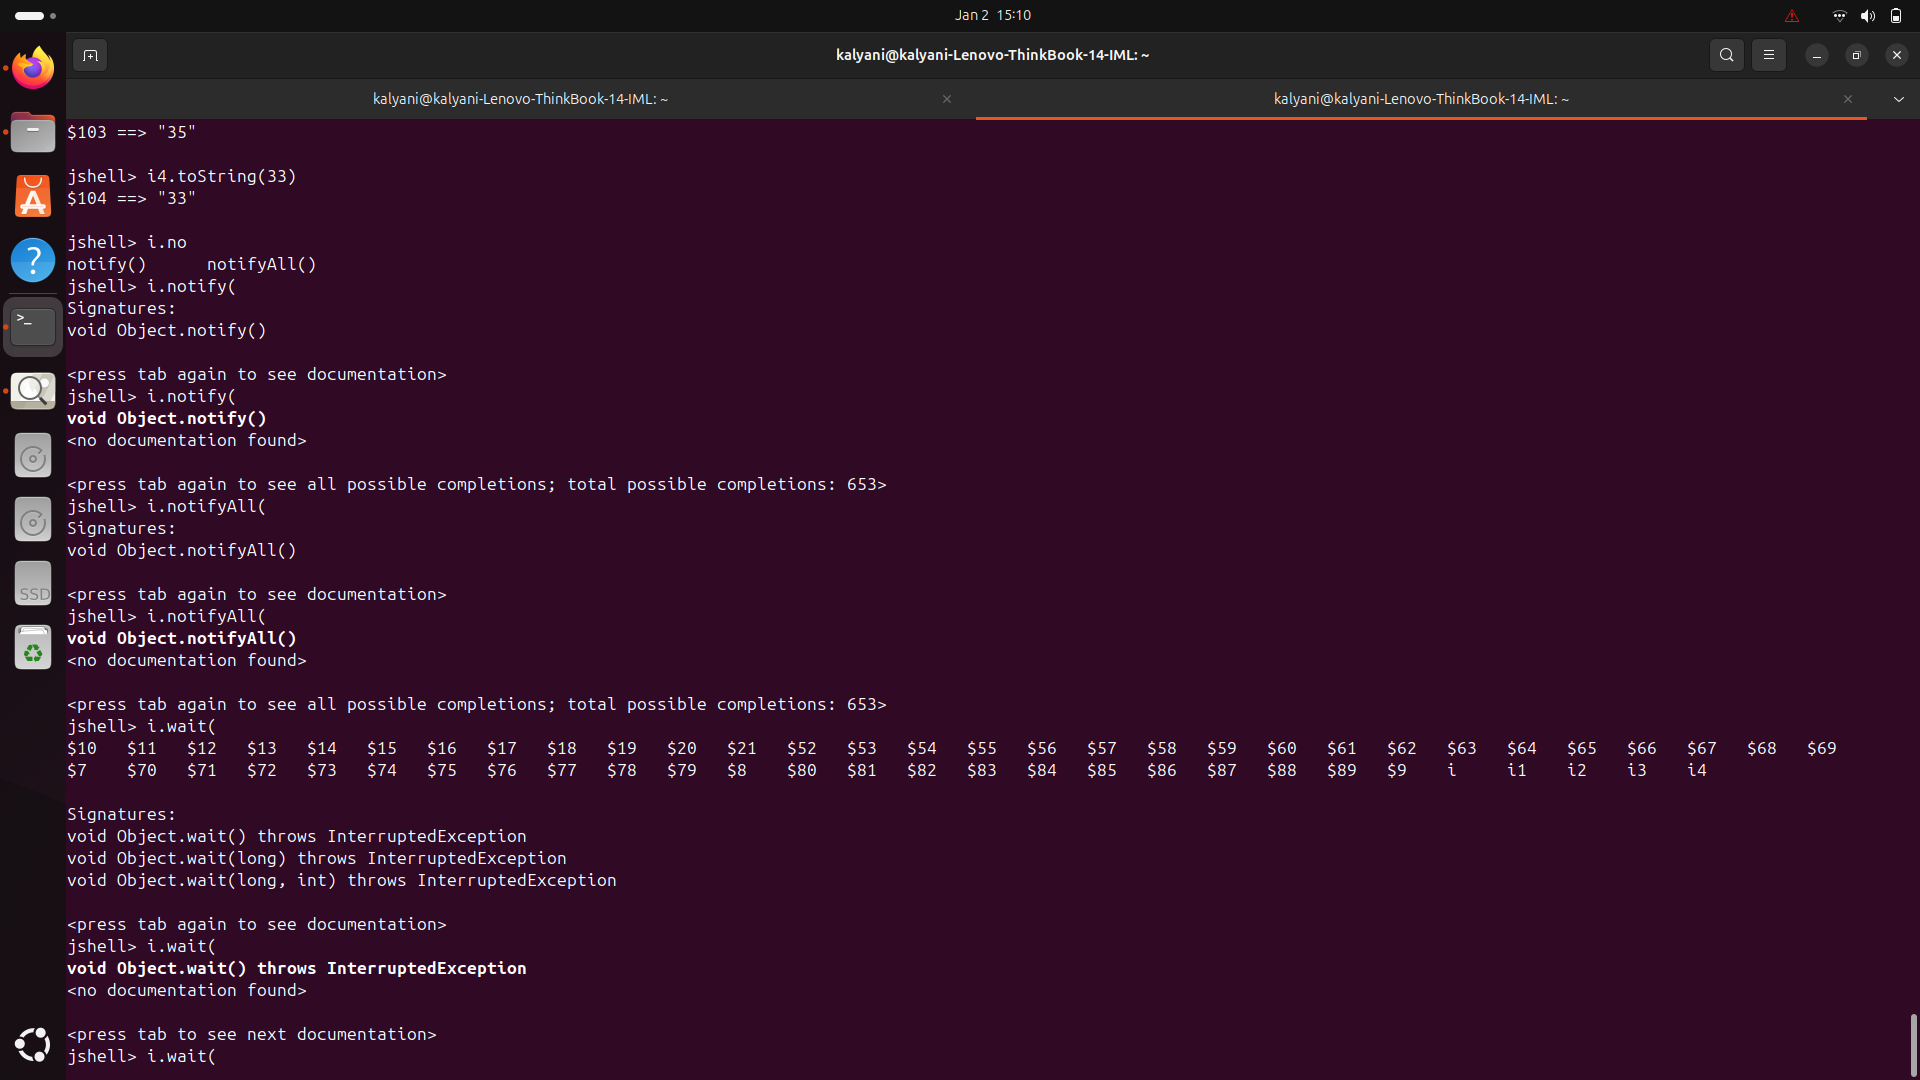 Jan 2 15:10
kalyani@kalyani-Lenovo-ThinkBook-14-IML: ~
kalyani@kalyani-Lenovo-ThinkBook-14-IML: ~
kalyani@kalyani-Lenovo-ThinkBook-14-IML: ~
$103 ==> "35"
jshell> i4.toString(33)
$104 ==> "33"
jshell> i.no
notify()      notifyAll()
jshell> i.notify(
Signatures:
void Object.notify()
<press tab again to see documentation>
jshell> i.notify(
void Object.notify()
<no documentation found>
<press tab again to see all possible completions; total possible completions: 653>
jshell> i.notifyAll(
Signatures:
void Object.notifyAll()
<press tab again to see documentation>
jshell> i.notifyAll(
void Object.notifyAll()
<no documentation found>
<press tab again to see all possible completions; total possible completions: 653>
jshell> i.wait(
$10   $11   $12   $13   $14   $15   $16   $17   $18   $19   $20   $21   $52   $53   $54   $55   $56   $57   $58   $59   $60   $61   $62   $63   $64   $65   $66   $67   $68   $69
$7    $70   $71   $72   $73   $74   $75   $76   $77   $78   $79   $8    $80   $81   $82   $83   $84   $85   $86   $87   $88   $89   $9    i     i1    i2    i3    i4
Signatures:
void Object.wait() throws InterruptedException
void Object.wait(long) throws InterruptedException
void Object.wait(long, int) throws InterruptedException
<press tab again to see documentation>
jshell> i.wait(
void Object.wait() throws InterruptedException
<no documentation found>
<press tab to see next documentation>
jshell> i.wait(
SSD